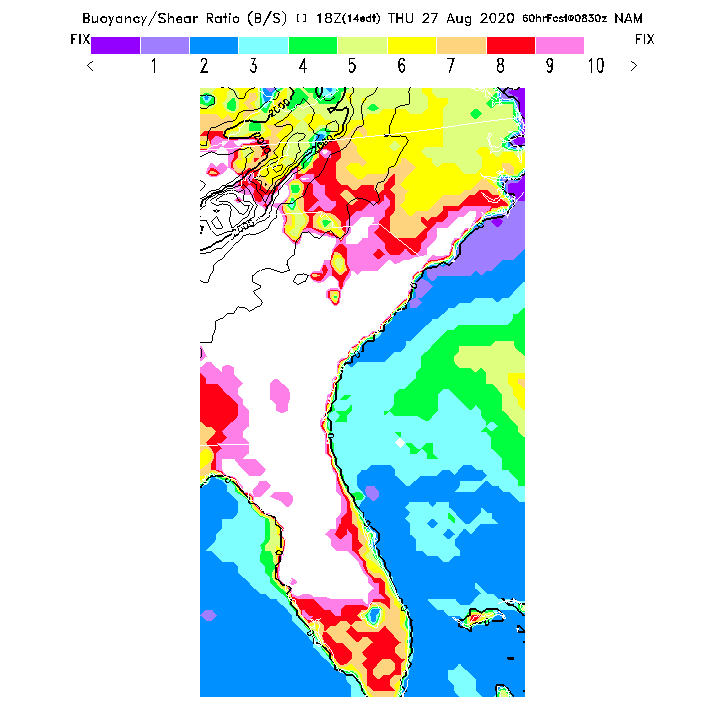 Buoyancy/Shear Ratio (B/S) [] 18Z(14edt) THU 27 Aug 2020 60hrFcst@0830z NAM
FIX FIX
< 1 2 3 4 5 6 7 8 9 10 >
2000